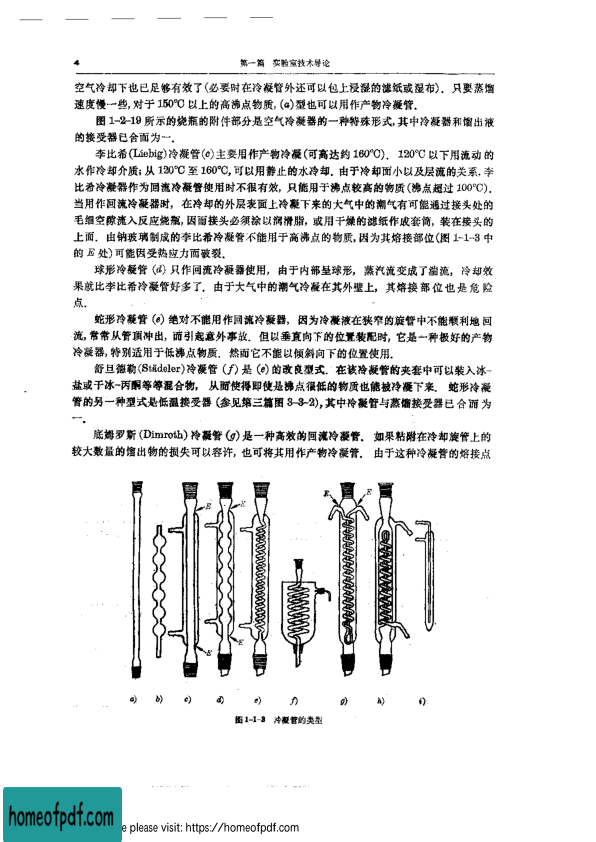 4
第一篇 实验室技术导论
空气冷却下也已足够有效了(必要时在冷凝管外还可以包上浸湿的滤纸或湿布)。只要蒸馏
速度慢一些,对于 150°C 以上的高沸点物质,(a)型也可以用作产物冷凝管。
图 1-2-19 所示的烧瓶的附件部分是空气冷凝器的一种特殊形式,其中冷凝器和馏出液
的接受器已合而为一。
李比希(Liebig)冷凝管(c)主要用作产物冷凝(可高达约 160°C)。 120°C 以下用流动的
水作冷却介质;从 120°C 至 160°C,可以用静止的水冷却。由于冷却面小以及层流的关系,李
比希冷凝器作为回流冷凝管使用时不很有效,只能用于沸点较高的物质(沸点超过 100°C)。
当用作回流冷凝器时, 在冷却的外层表面上冷凝下来的大气中的潮气有可能通过接头处的
毛细空隙流入反应烧瓶,因而接头必须涂以润滑脂,或用干燥的滤纸作成套筒,装在接头的
上面。由钠玻璃制成的李比希冷凝管不能用于高沸点的物质,因为其熔接部位(图 1-1-3 中
的 E 处)可能因受热应力而破裂。
球形冷凝管 (d) 只作回流冷凝器使用, 由于内部呈球形, 蒸汽流变成了湍流, 冷却效
果就比李比希冷凝管好多了。由于大气中的潮气冷凝在其外壁上, 其熔接部位也是危险
点。
蛇形冷凝管 (e) 绝对不能用作回流冷凝器, 因为冷凝液在狭窄的旋管中不能顺利地回
流,常常从管顶冲出,而引起意外事故。但以垂直向下的位置装配时,它是一种极好的产物
冷凝器,特别适用于低沸点物质。然而它不能以倾斜向下的位置使用。
舒旦德勒(Städeler)冷凝管 (f) 是 (e) 的改良型式。在该冷凝管的夹套中可以装入冰-
盐或干冰-丙酮等等混合物, 从而使得即使是沸点很低的物质也能被冷凝下来。 蛇形冷凝
管的另一种型式是低温接受器 (参见第三篇图 3-3-2),其中冷凝管与蒸馏接受器已合而为
一。
底姆罗斯 (Dimroth) 冷凝管 (g) 是一种高效的回流冷凝管。 如果粘附在冷却旋管上的
较大数量的馏出物的损失可以容许,也可将其用作产物冷凝管。 由于这种冷凝管的熔接点
E E E E E E
a) b) c) d) e) f) g) h) i)
图 1-1-3 冷凝管的类型
homeofpdf.com
e please visit: https://homeofpdf.com